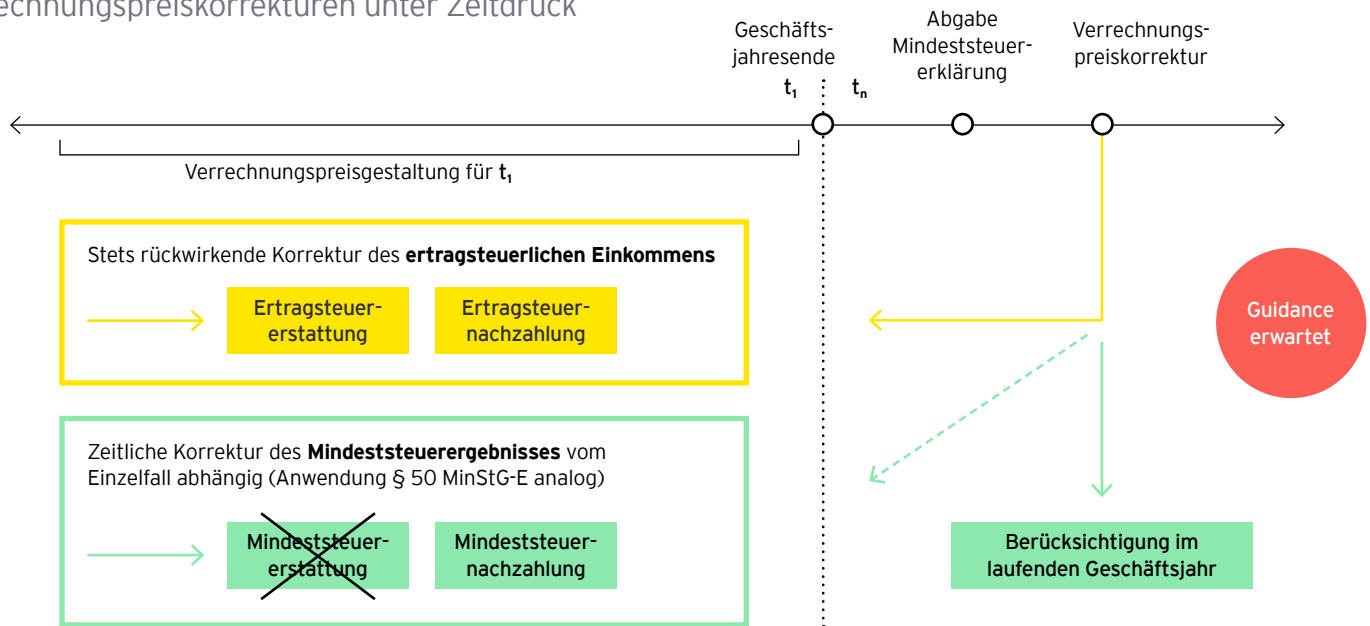 echnungspreiskorrekturen unter Zeitdruck
Geschäfts-
jahresende
Abgabe
Mindeststeuer-
erklärung
Verrechnungs-
preiskorrektur
t1
tn
Verrechnungspreisgestaltung für t1
Stets rückwirkende Korrektur des ertragsteuerlichen Einkommens
Ertragsteuer-
erstattung
Ertragsteuer-
nachzahlung
Guidance
erwartet
Zeitliche Korrektur des Mindeststeuerergebnisses vom
Einzelfall abhängig (Anwendung § 50 MinStG-E analog)
Mindeststeuer-
erstattung
Mindeststeuer-
nachzahlung
Berücksichtigung im
laufenden Geschäftsjahr